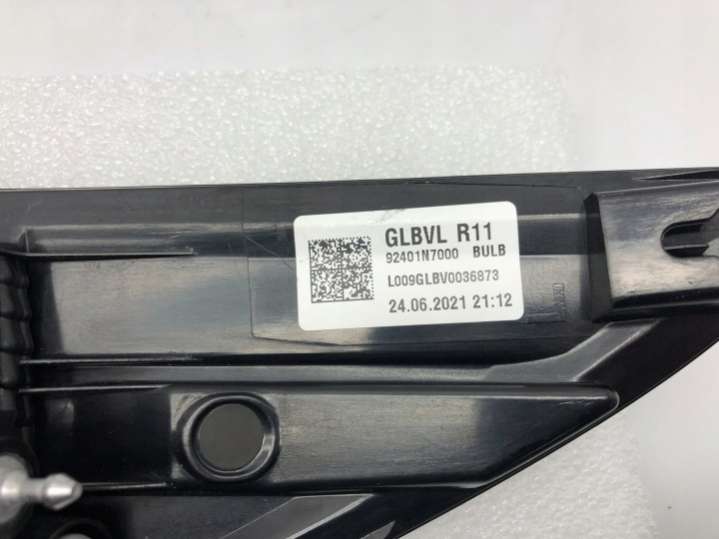 GLBVL R11
92401N7000 BULB
L009GLBV0036873
24.06.2021 21:12